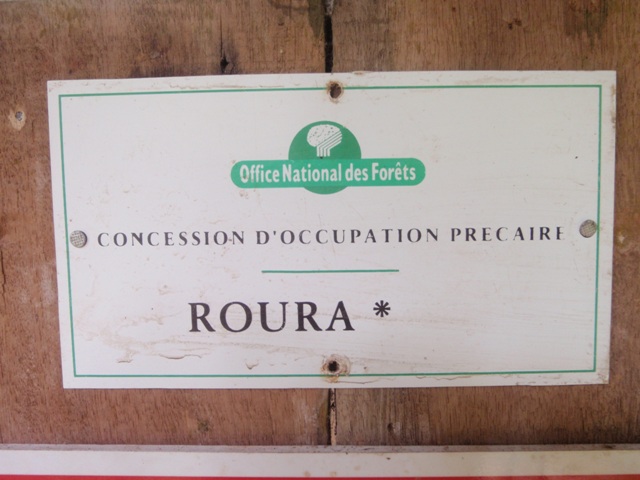 Office National des Forêts
CONCESSION D'OCCUPATION PRECAIRE
ROURA *